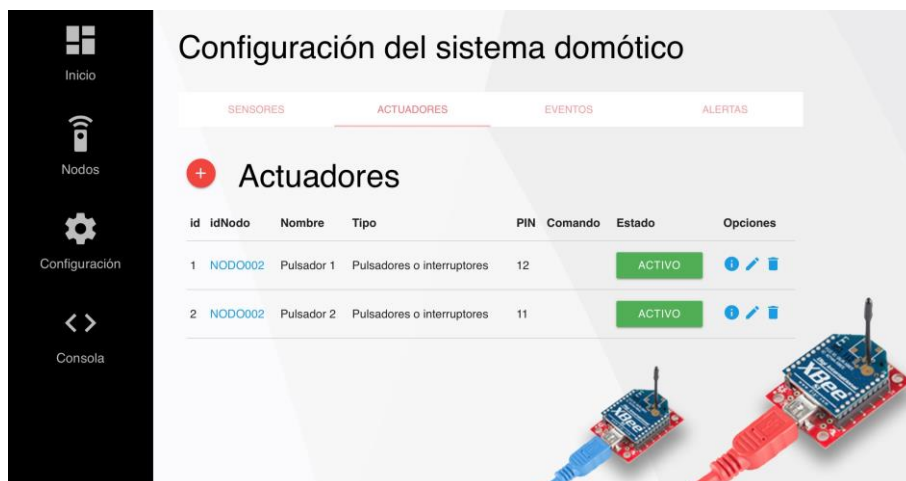 Configuración del sistema domótico
Inicio
Nodos
Configuración
Consola
SENSORES ACTUADORES EVENTOS ALERTAS
+ Actuadores
id idNodo Nombre Tipo PIN Comando Estado Opciones
1 NODO002 Pulsador 1 Pulsadores o interruptores 12 ACTIVO
2 NODO002 Pulsador 2 Pulsadores o interruptores 11 ACTIVO
XBee
XBee